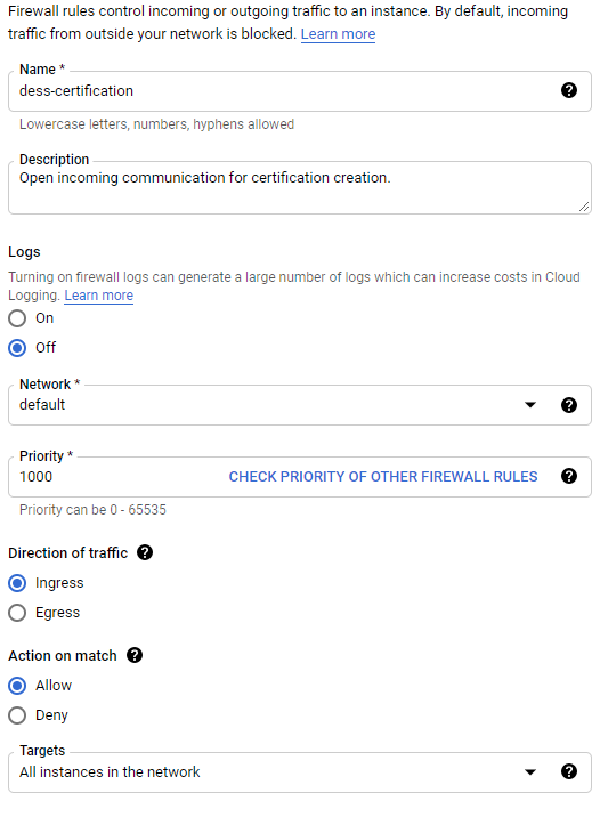 Firewall rules control incoming or outgoing traffic to an instance. By default, incoming
traffic from outside your network is blocked. Learn more
Name *
dess-certification
Lowercase letters, numbers, hyphens allowed
Description
Open incoming communication for certification creation.
Logs
Turning on firewall logs can generate a large number of logs which can increase costs in Cloud
Logging. Learn more
On
Off
Network *
default
Priority *
1000 CHECK PRIORITY OF OTHER FIREWALL RULES
Priority can be 0 - 65535
Direction of traffic
Ingress
Egress
Action on match
Allow
Deny
Targets
All instances in the network